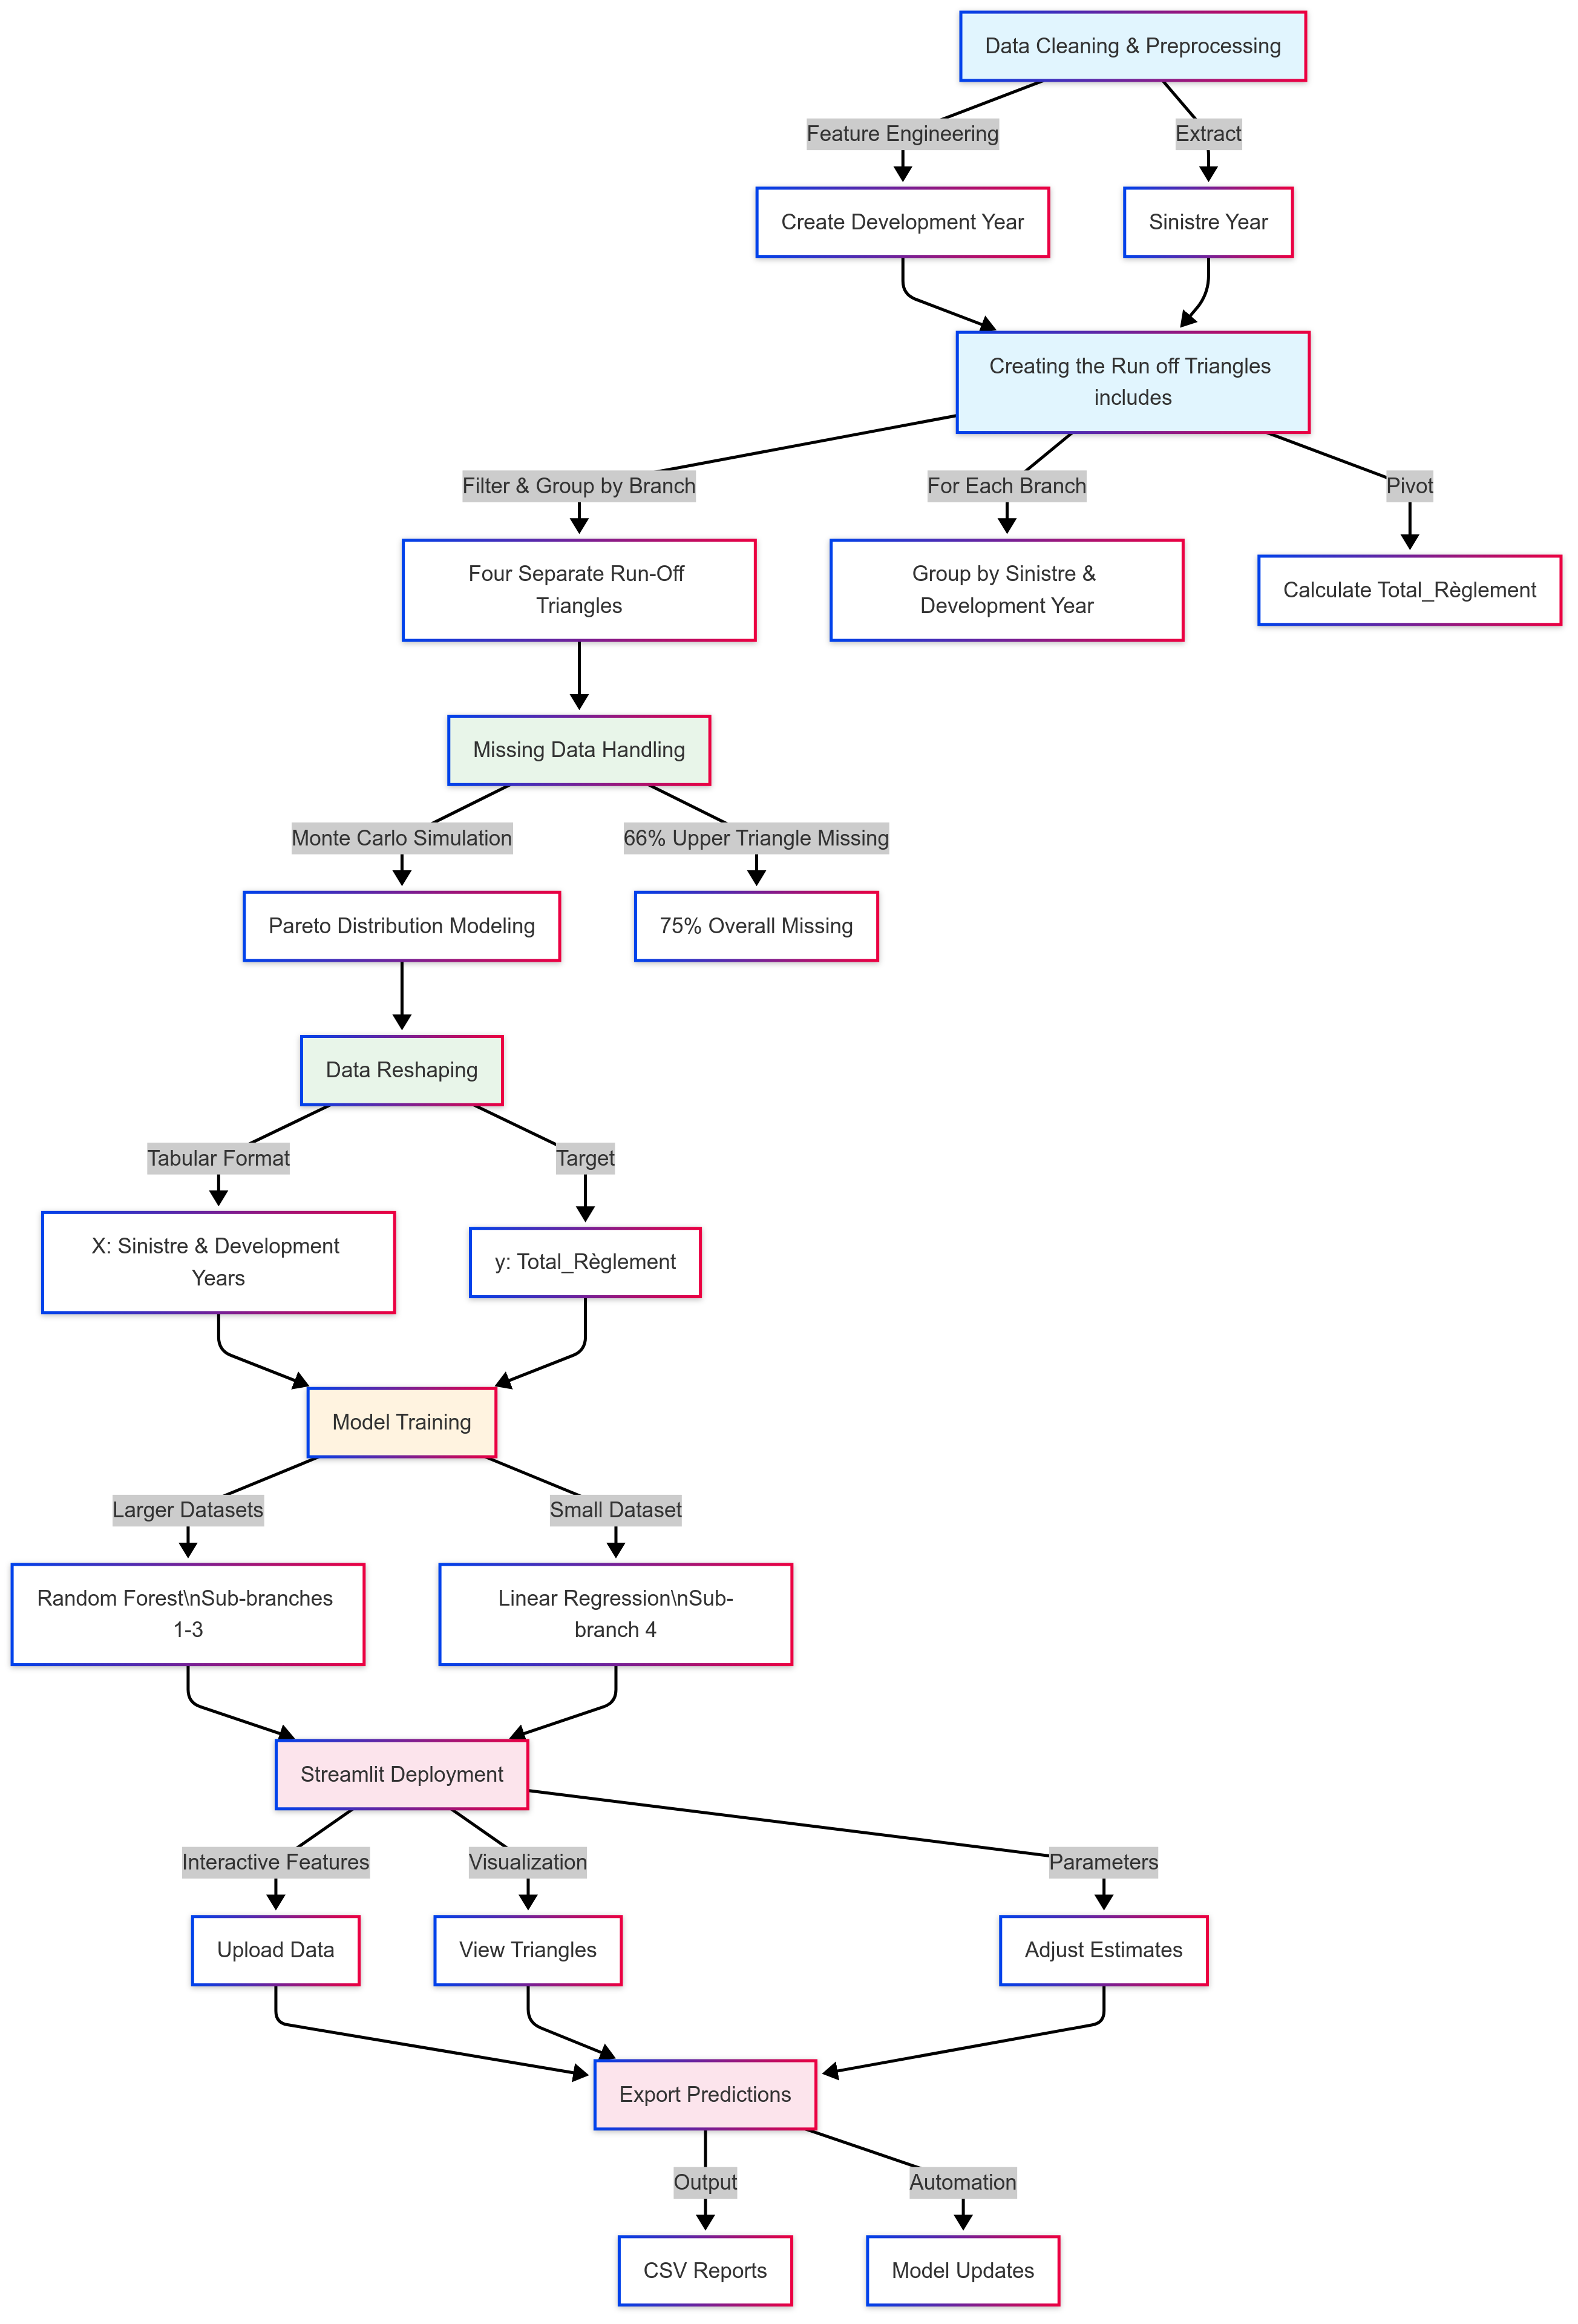 Data Cleaning & Preprocessing
Feature Engineering
Extract
Create Development Year
Sinistre Year
Creating the Run off Triangles
includes
Filter & Group by Branch
For Each Branch
Pivot
Four Separate Run-Off
Triangles
Group by Sinistre &
Development Year
Calculate Total_Règlement
Missing Data Handling
Monte Carlo Simulation
66% Upper Triangle Missing
Pareto Distribution Modeling
75% Overall Missing
Data Reshaping
Tabular Format
Target
X: Sinistre & Development
Years
y: Total_Règlement
Model Training
Larger Datasets
Small Dataset
Random Forest\nSub-branches
1-3
Linear Regression\nSub-
branch 4
Streamlit Deployment
Interactive Features
Visualization
Parameters
Upload Data
View Triangles
Adjust Estimates
Export Predictions
Output
Automation
CSV Reports
Model Updates